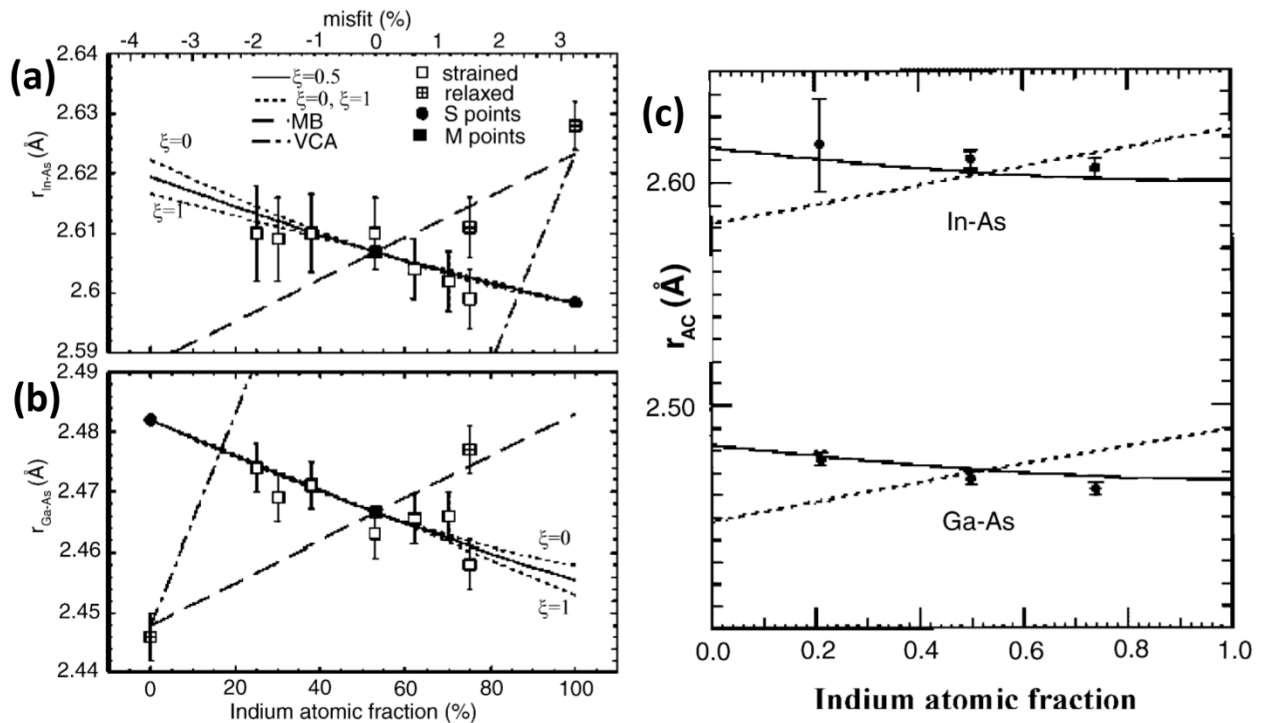 misfit (%)
-4 -3 -2 -1 0 1 2 3
(a)
2.64
2.63
2.62
2.61
2.6
2.59
r In-As (Å)
ξ=0.5
ξ=0, ξ=1
MB
VCA
strained
relaxed
S points
M points
ξ=0
ξ=1
(b)
2.49
2.48
2.47
2.46
2.45
2.44
r Ga-As (Å)
ξ=0
ξ=1
0 20 40 60 80 100
Indium atomic fraction (%)
(c)
2.60
2.50
r AC (Å)
In-As
Ga-As
0.0 0.2 0.4 0.6 0.8 1.0
Indium atomic fraction